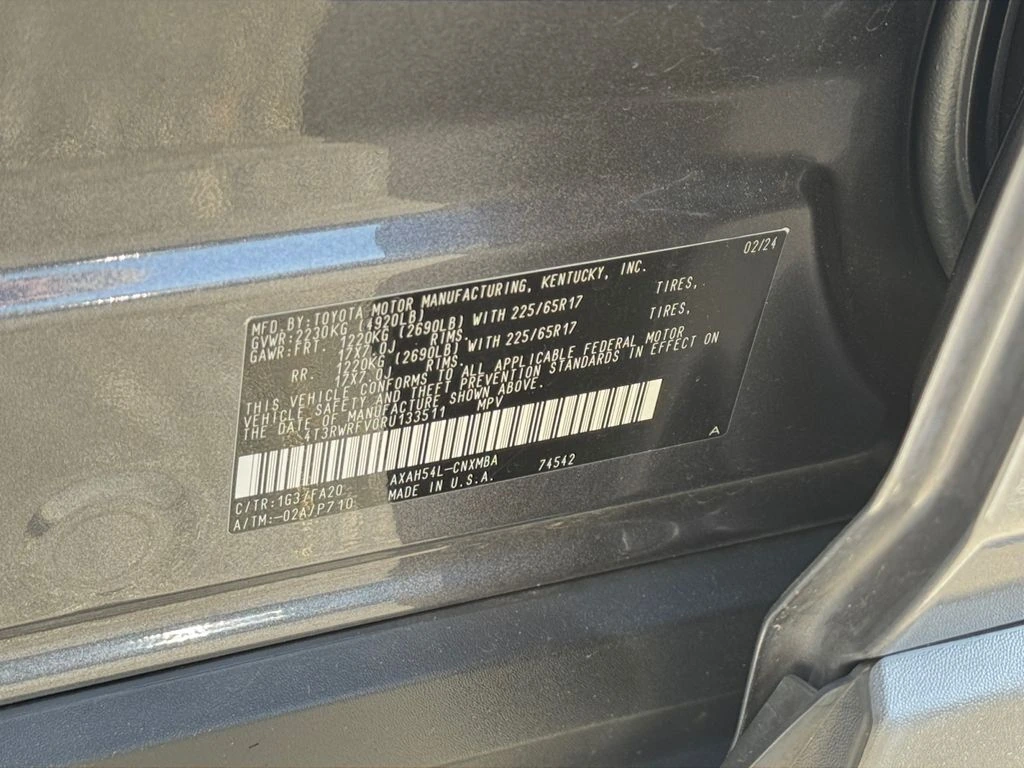 02/24
MFD.BY:TOYOTA MOTOR MANUFACTURING, KENTUCKY, INC.
GVWR:2230KG (4920LB)
GAWR:FRT. 1220KG (2690LB) WITH 225/65R17 TIRES,
17X7.0J RIMS.
RR. 1220KG (2690LB) WITH 225/65R17 TIRES,
17X7.0J RIMS.
THIS VEHICLE CONFORMS TO ALL APPLICABLE FEDERAL MOTOR
VEHICLE SAFETY AND THEFT PREVENTION STANDARDS IN EFFECT ON
THE DATE OF MANUFACTURE SHOWN ABOVE.
4T3RWRFV0RU133511 MPV
C/TR:1G3/FA20 AXAH54L-CNXMBA 74542 A
A/TM:-02A/P710 MADE IN U.S.A.